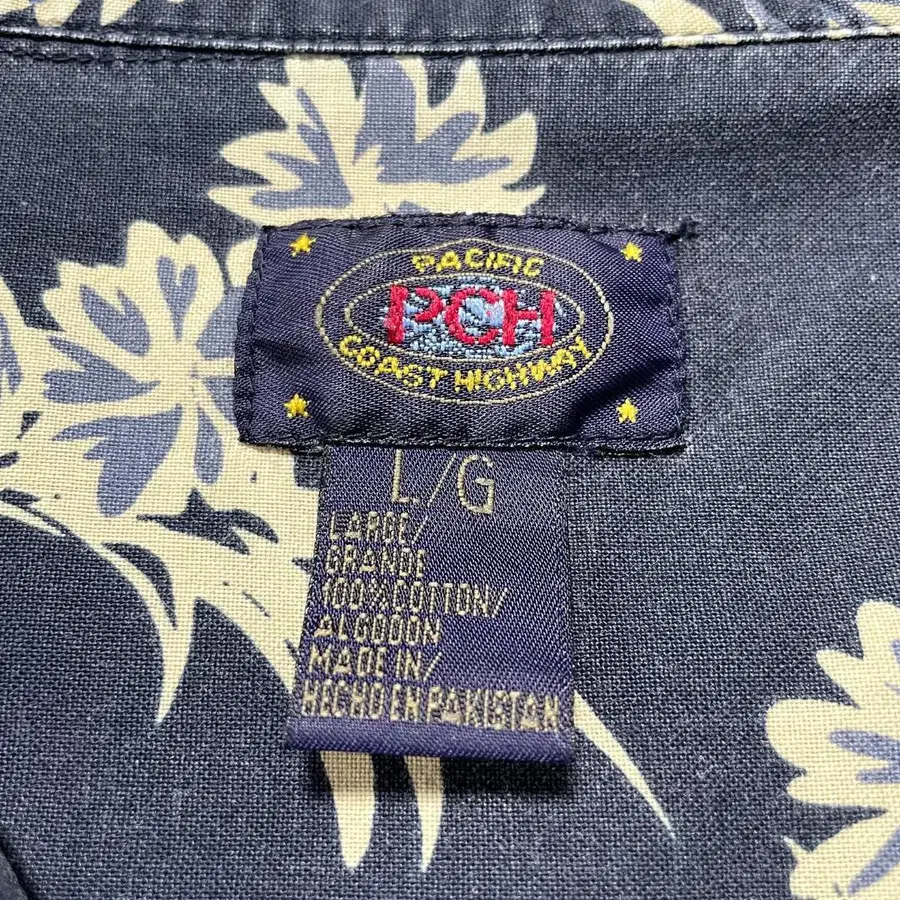 PACIFIC
PCH
COAST HIGHWAY
L/G
LARGE/
GRANDE
100% COTTON/
ALGODON
MADE IN/
HECHO EN PAKISTAN